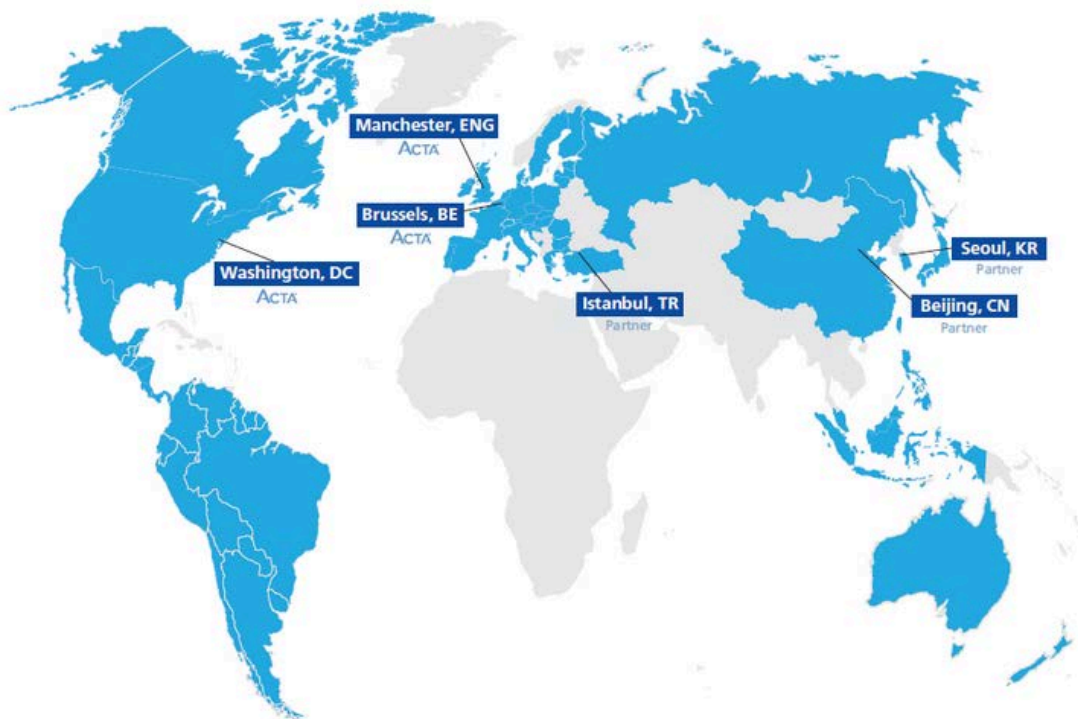 Manchester, ENG
ACTA
Brussels, BE
ACTA
Washington, DC
ACTA
Istanbul, TR
Partner
Seoul, KR
Partner
Beijing, CN
Partner